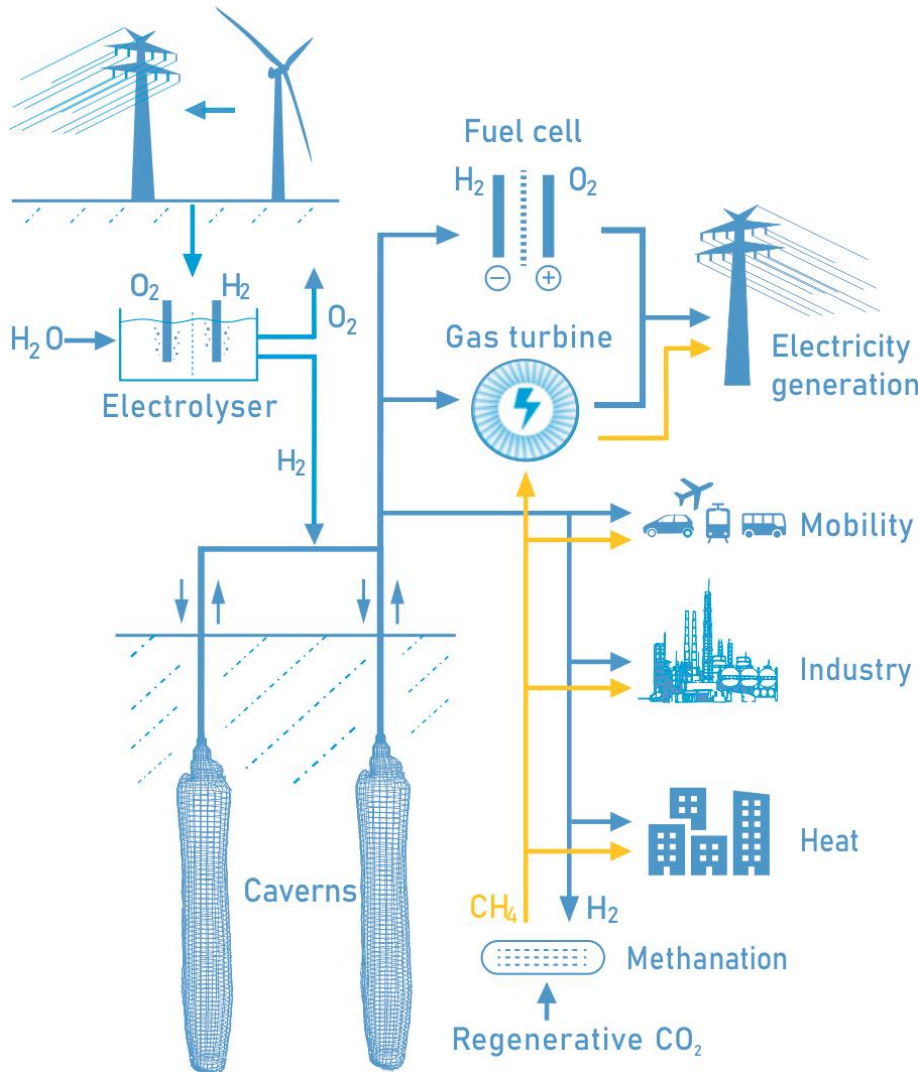 Fuel cell
H₂
O₂
−
+
O₂
H₂
O₂
H₂O
Electrolyser
Gas turbine
Electricity
generation
H₂
Mobility
Industry
Heat
Caverns
CH₄
H₂
Methanation
Regenerative CO₂